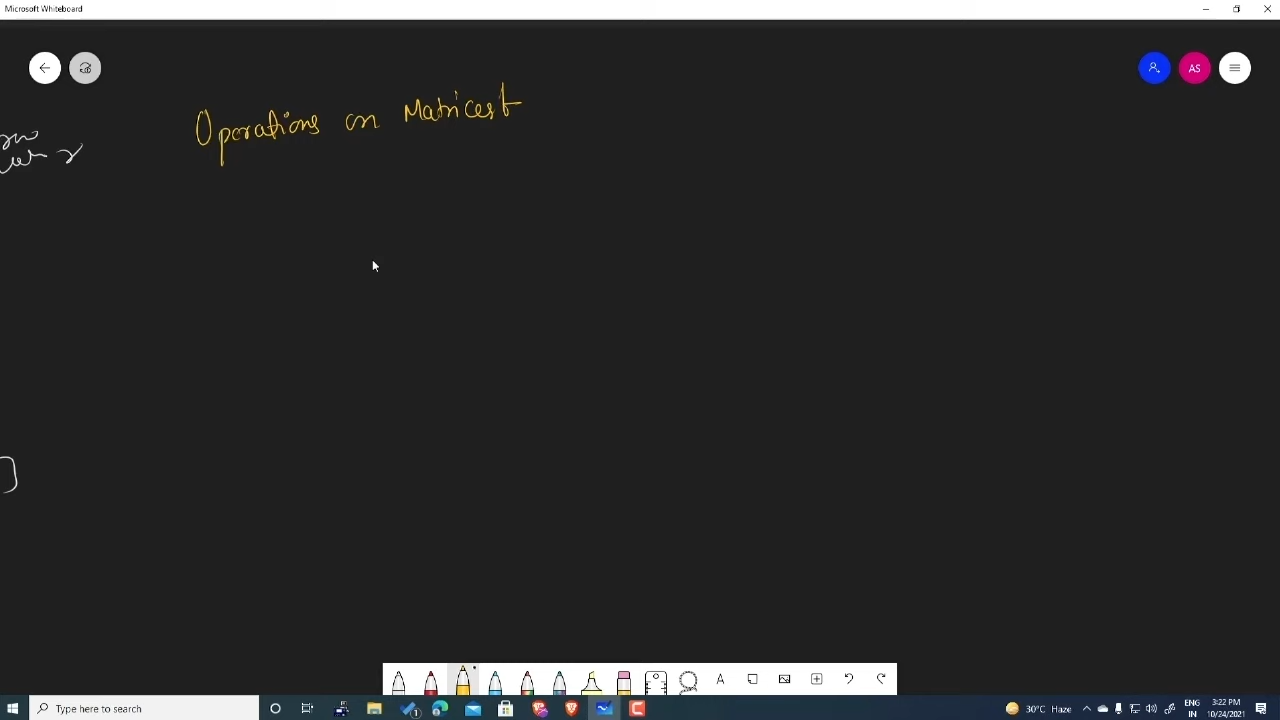 Microsoft Whiteboard
AS
Operations on Matrices
A
Type here to search
1
30°C Haze
ENG
IN
3:22 PM
10/24/2021